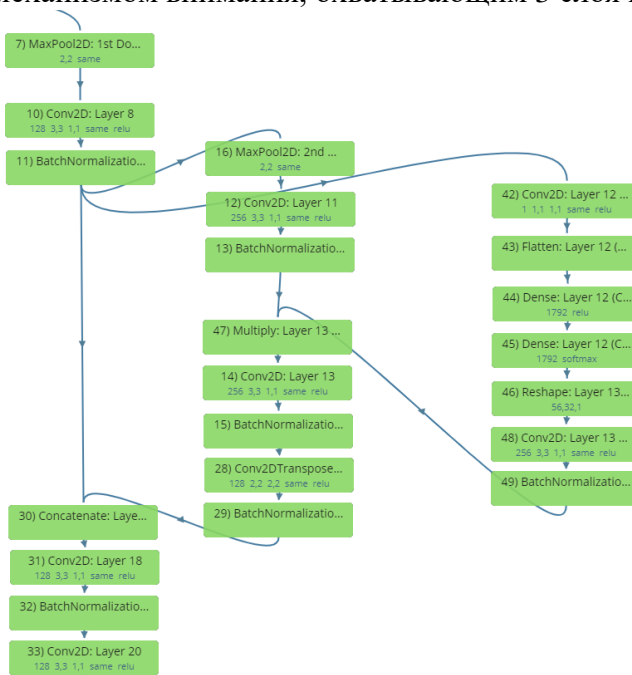 механизмом внимания, охватывающим 3 слоя
7) MaxPool2D: 1st Do...
2,2 same
10) Conv2D: Layer 8
128 3,3 1,1 same relu
11) BatchNormalizatio...
16) MaxPool2D: 2nd ...
2,2 same
12) Conv2D: Layer 11
256 3,3 1,1 same relu
13) BatchNormalizatio...
47) Multiply: Layer 13 ...
14) Conv2D: Layer 13
256 3,3 1,1 same relu
15) BatchNormalizatio...
28) Conv2DTranspose...
128 2,2 2,2 same relu
29) BatchNormalizatio...
42) Conv2D: Layer 12 ...
1 1,1 1,1 same relu
43) Flatten: Layer 12 (...
44) Dense: Layer 12 (C...
1792 relu
45) Dense: Layer 12 (C...
1792 softmax
46) Reshape: Layer 13...
56,32,1
48) Conv2D: Layer 13 ...
256 3,3 1,1 same relu
49) BatchNormalizatio...
30) Concatenate: Laye...
31) Conv2D: Layer 18
128 3,3 1,1 same relu
32) BatchNormalizatio...
33) Conv2D: Layer 20
128 3,3 1,1 same relu